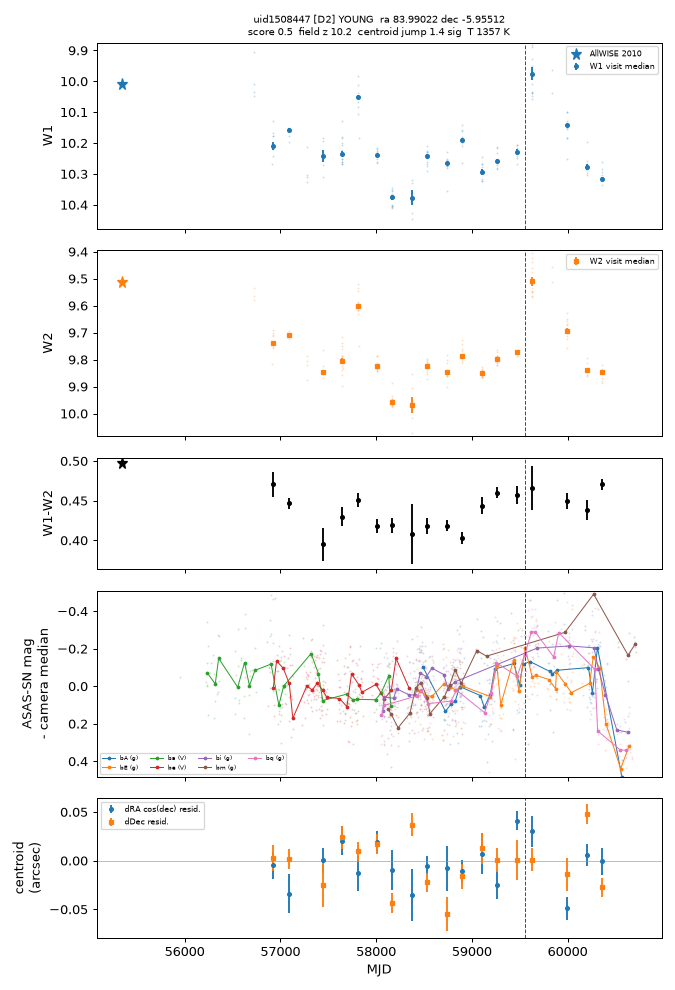 uid1508447 [D2] YOUNG  ra 83.99022 dec -5.95512
score 0.5  field z 10.2  centroid jump 1.4 sig  T 1357 K
W1
9.9
10.0
10.1
10.2
10.3
10.4
AllWISE 2010
W1 visit median
W2
9.4
9.5
9.6
9.7
9.8
9.9
10.0
W2 visit median
W1-W2
0.50
0.45
0.40
ASAS-SN mag
- camera median
−0.4
−0.2
0.0
0.2
0.4
bA (g)
bE (g)
ba (V)
be (V)
bi (g)
bm (g)
bq (g)
centroid
(arcsec)
0.05
0.00
−0.05
dRA cos(dec) resid.
dDec resid.
56000
57000
58000
59000
60000
MJD